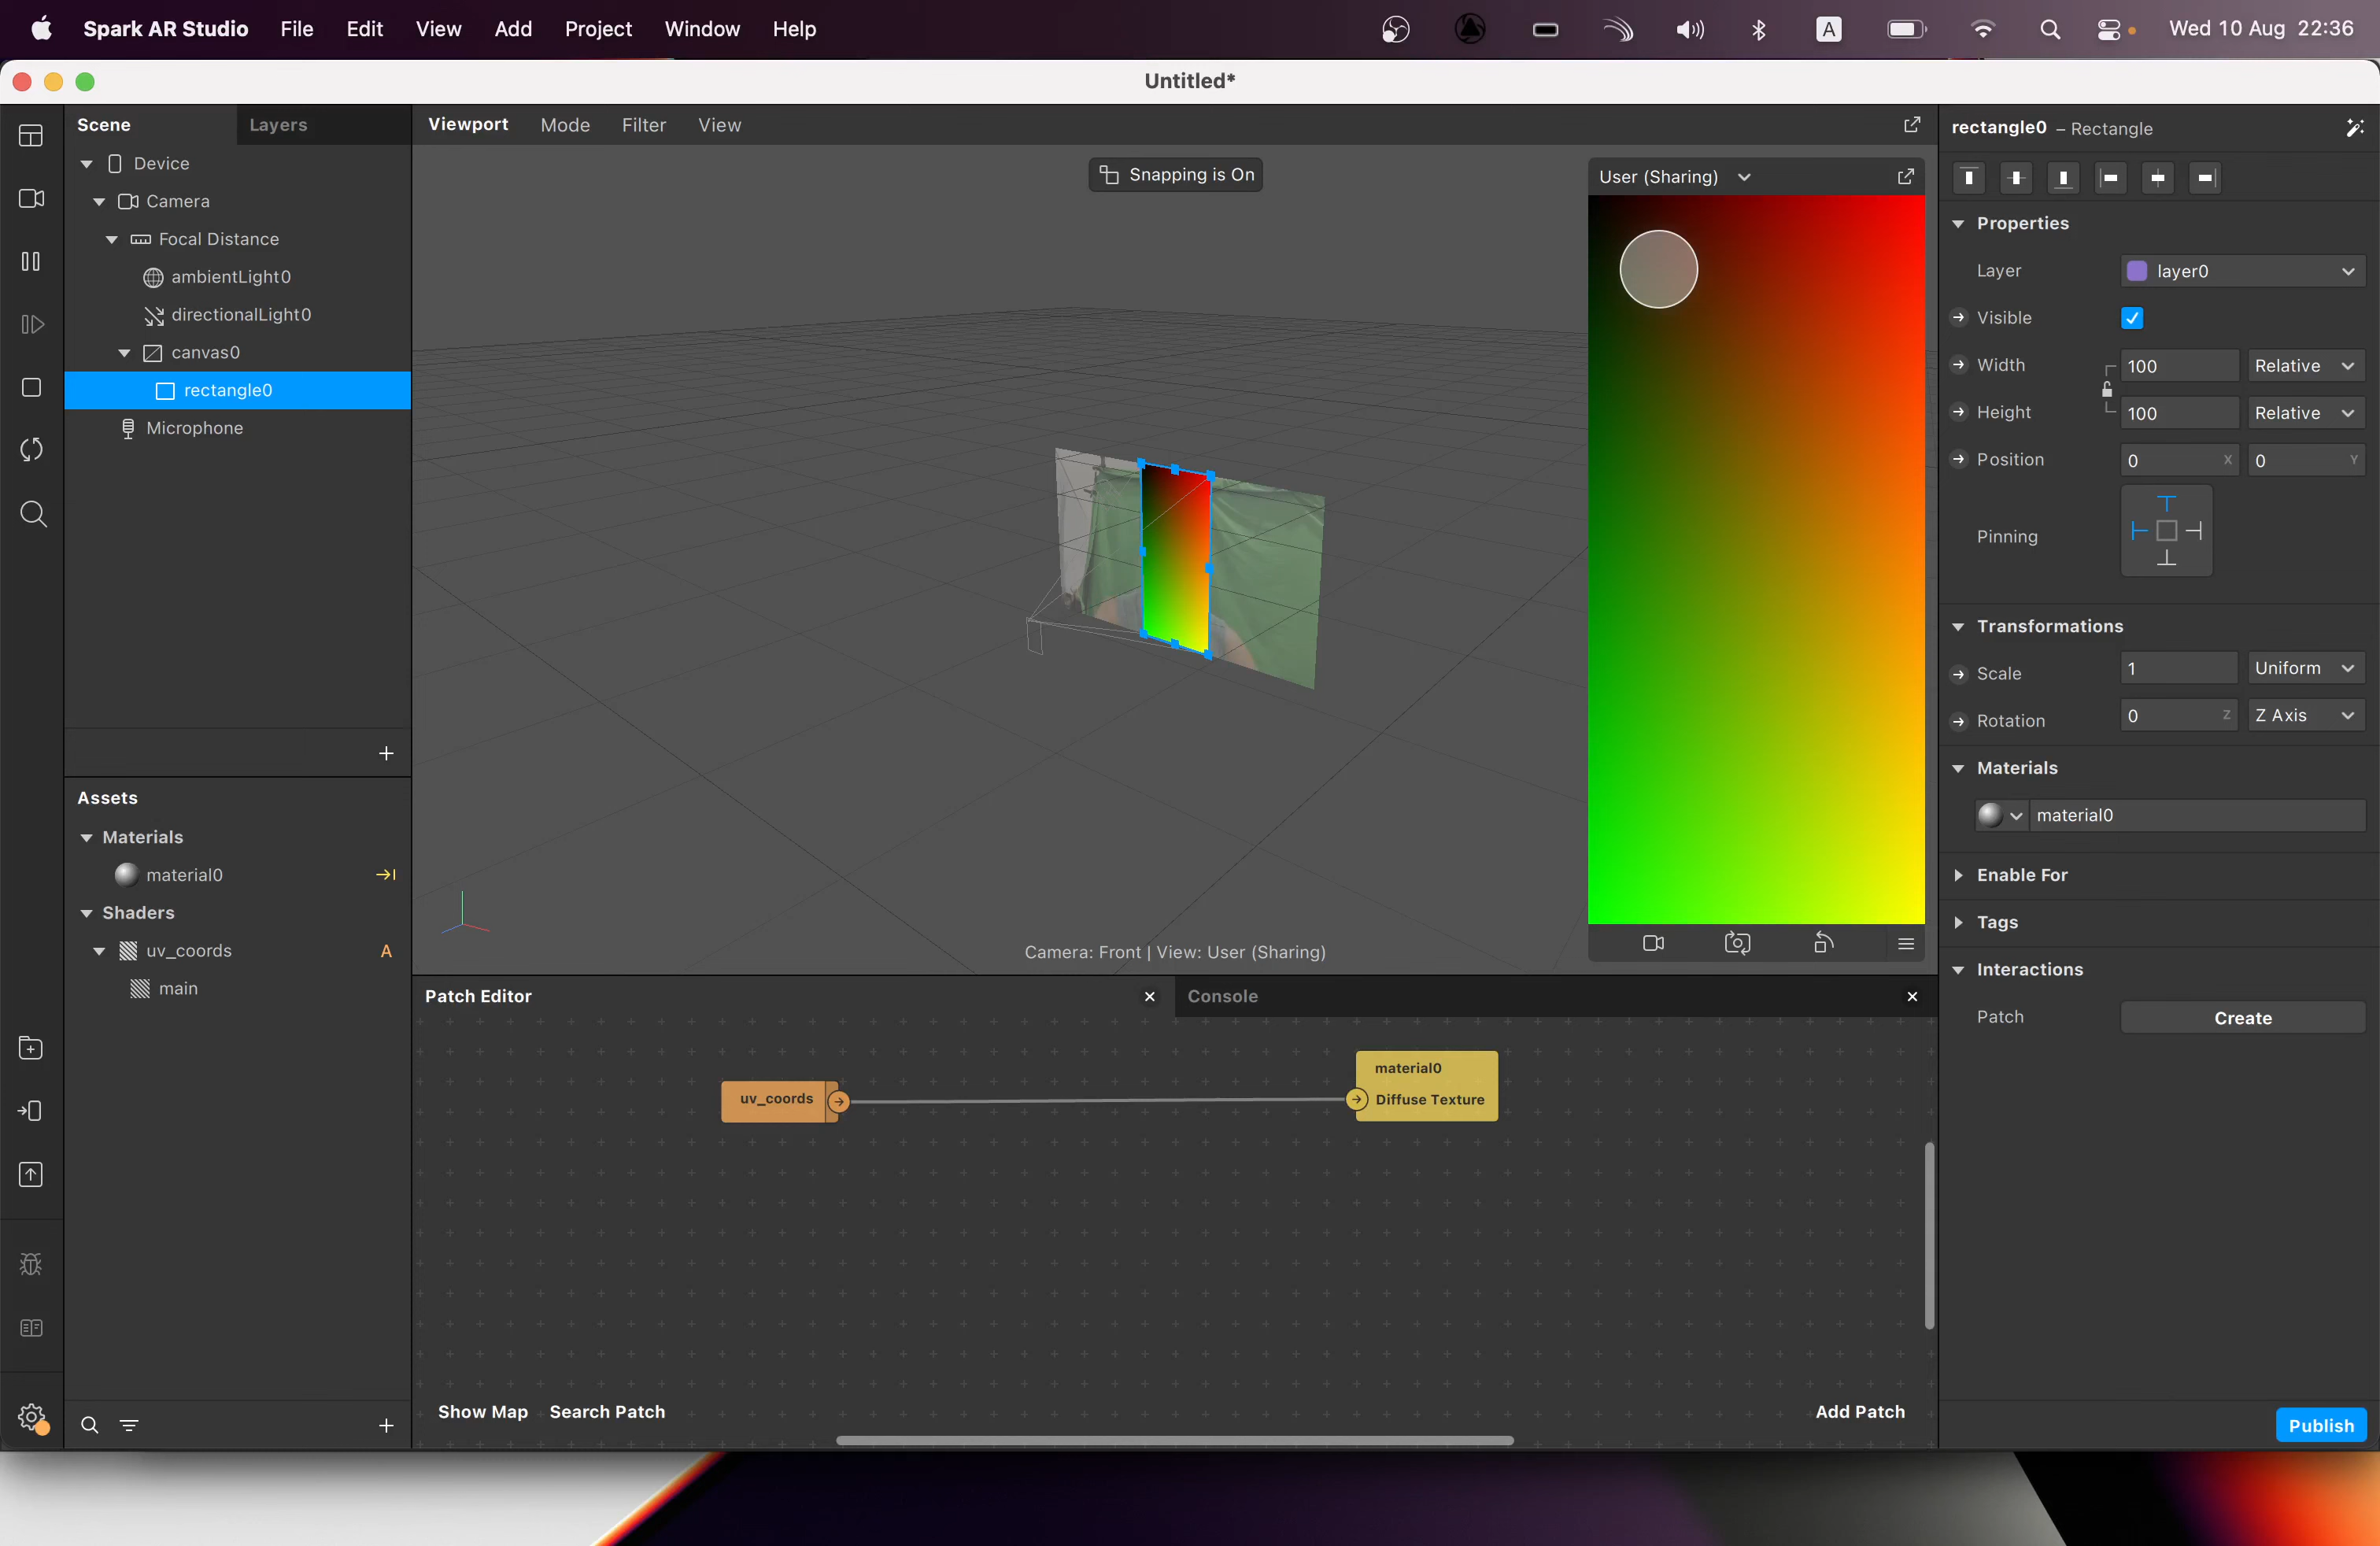 Spark AR Studio File Edit View Add Project Window Help A Wed 10 Aug 22:36
Untitled*
Scene Layers
Device
Camera
Focal Distance
ambientLight0
directionalLight0
canvas0
rectangle0
Microphone
Assets
Materials
material0
Shaders
uv_coords A
main
Viewport Mode Filter View
Snapping is On
User (Sharing)
Camera: Front | View: User (Sharing)
Patch Editor
Console
uv_coords
material0
Diffuse Texture
Show Map Search Patch
Add Patch
rectangle0 – Rectangle
Properties
Layer layer0
Visible
Width 100 Relative
Height 100 Relative
Position 0 X 0 Y
Pinning
Transformations
Scale 1 Uniform
Rotation 0 Z Z Axis
Materials
material0
Enable For
Tags
Interactions
Patch Create
Publish